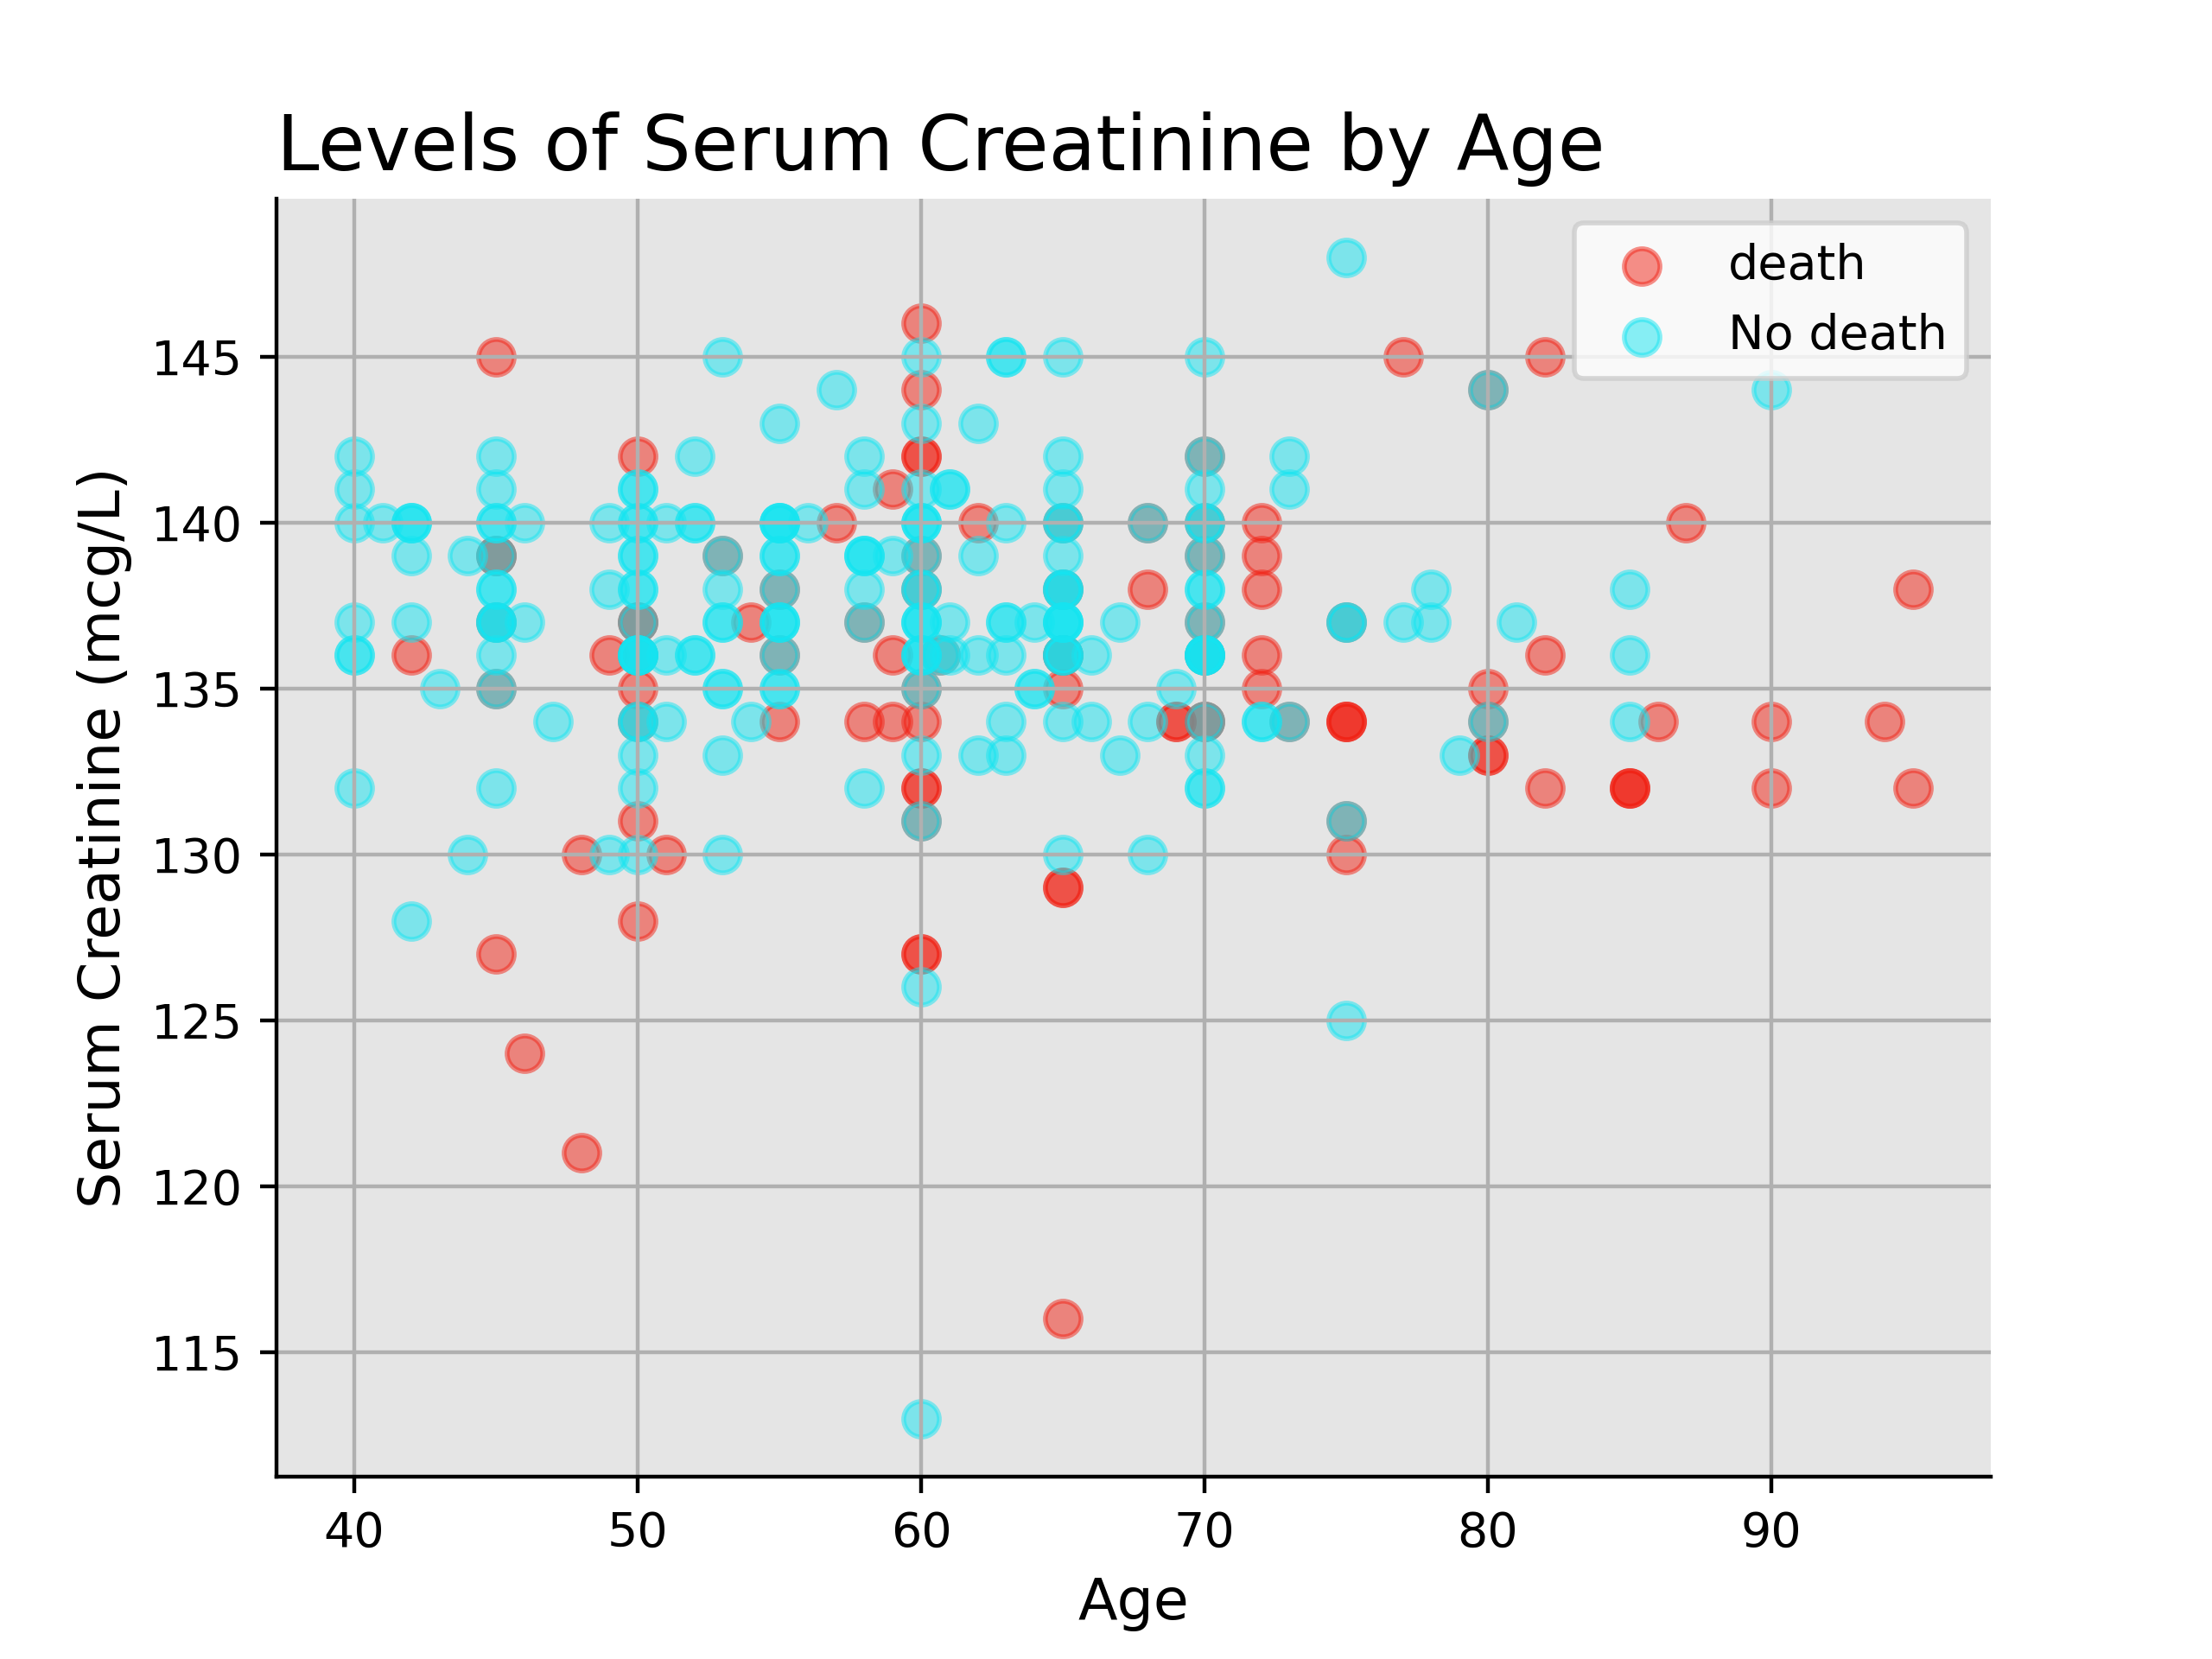 Levels of Serum Creatinine by Age
death
No death
Serum Creatinine (mcg/L)
145
140
135
130
125
120
115
40 50 60 70 80 90
Age